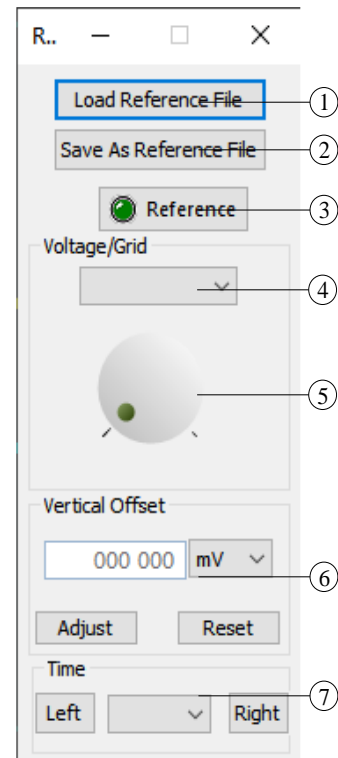 R..
Load Reference File 1
Save As Reference File 2
Reference 3
Voltage/Grid
4
5
Vertical Offset
000 000 mV
6
Adjust Reset
Time
7
Left Right